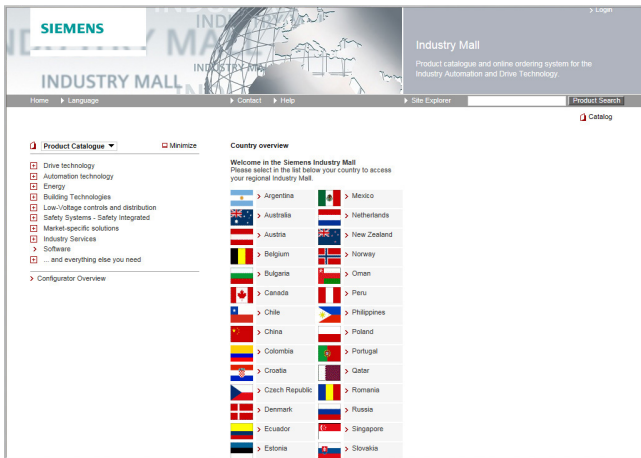 > Login
SIEMENS
INDUSTRY MALL
Industry Mall
Product catalogue and online ordering system for the
Industry Automation and Drive Technology.
Home > Language > Contact > Help > Site Explorer Product Search
Catalog
Product Catalogue ▼ Minimize
Drive technology
Automation technology
Energy
Building Technologies
Low-Voltage controls and distribution
Safety Systems - Safety Integrated
Market-specific solutions
Industry Services
> Software
... and everything else you need
> Configurator Overview
Country overview
Welcome in the Siemens Industry Mall
Please select in the list below your country to access
your regional Industry Mall.
> Argentina > Mexico
> Australia > Netherlands
> Austria > New Zealand
> Belgium > Norway
> Bulgaria > Oman
> Canada > Peru
> Chile > Philippines
> China > Poland
> Colombia > Portugal
> Croatia > Qatar
> Czech Republic > Romania
> Denmark > Russia
> Ecuador > Singapore
> Estonia > Slovakia